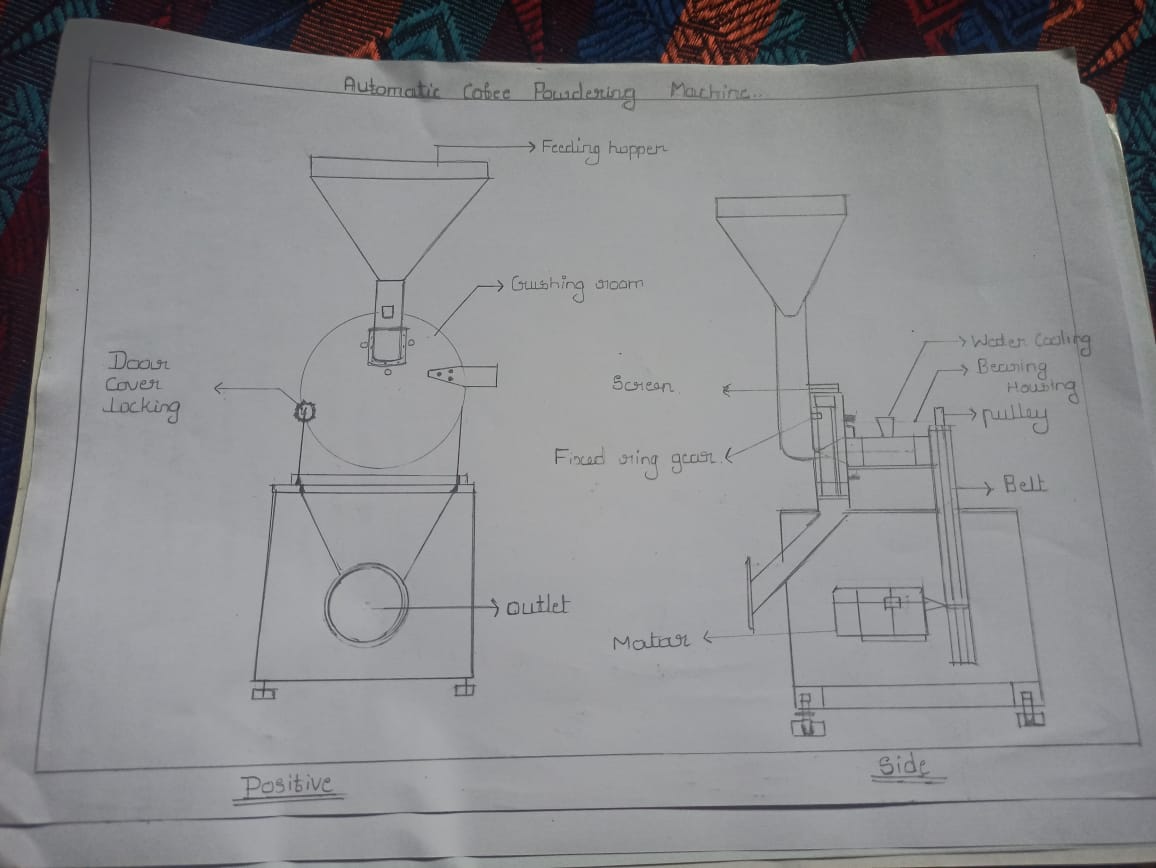 Automatic Cofee Powdering Machine..
Feeding hopper
Crushing room
Door
Cover
Locking
Outlet
Positive
Water Cooling
Bearing
Housing
pulley
Screen
Fixed ring gear.
Belt
Motar
Side